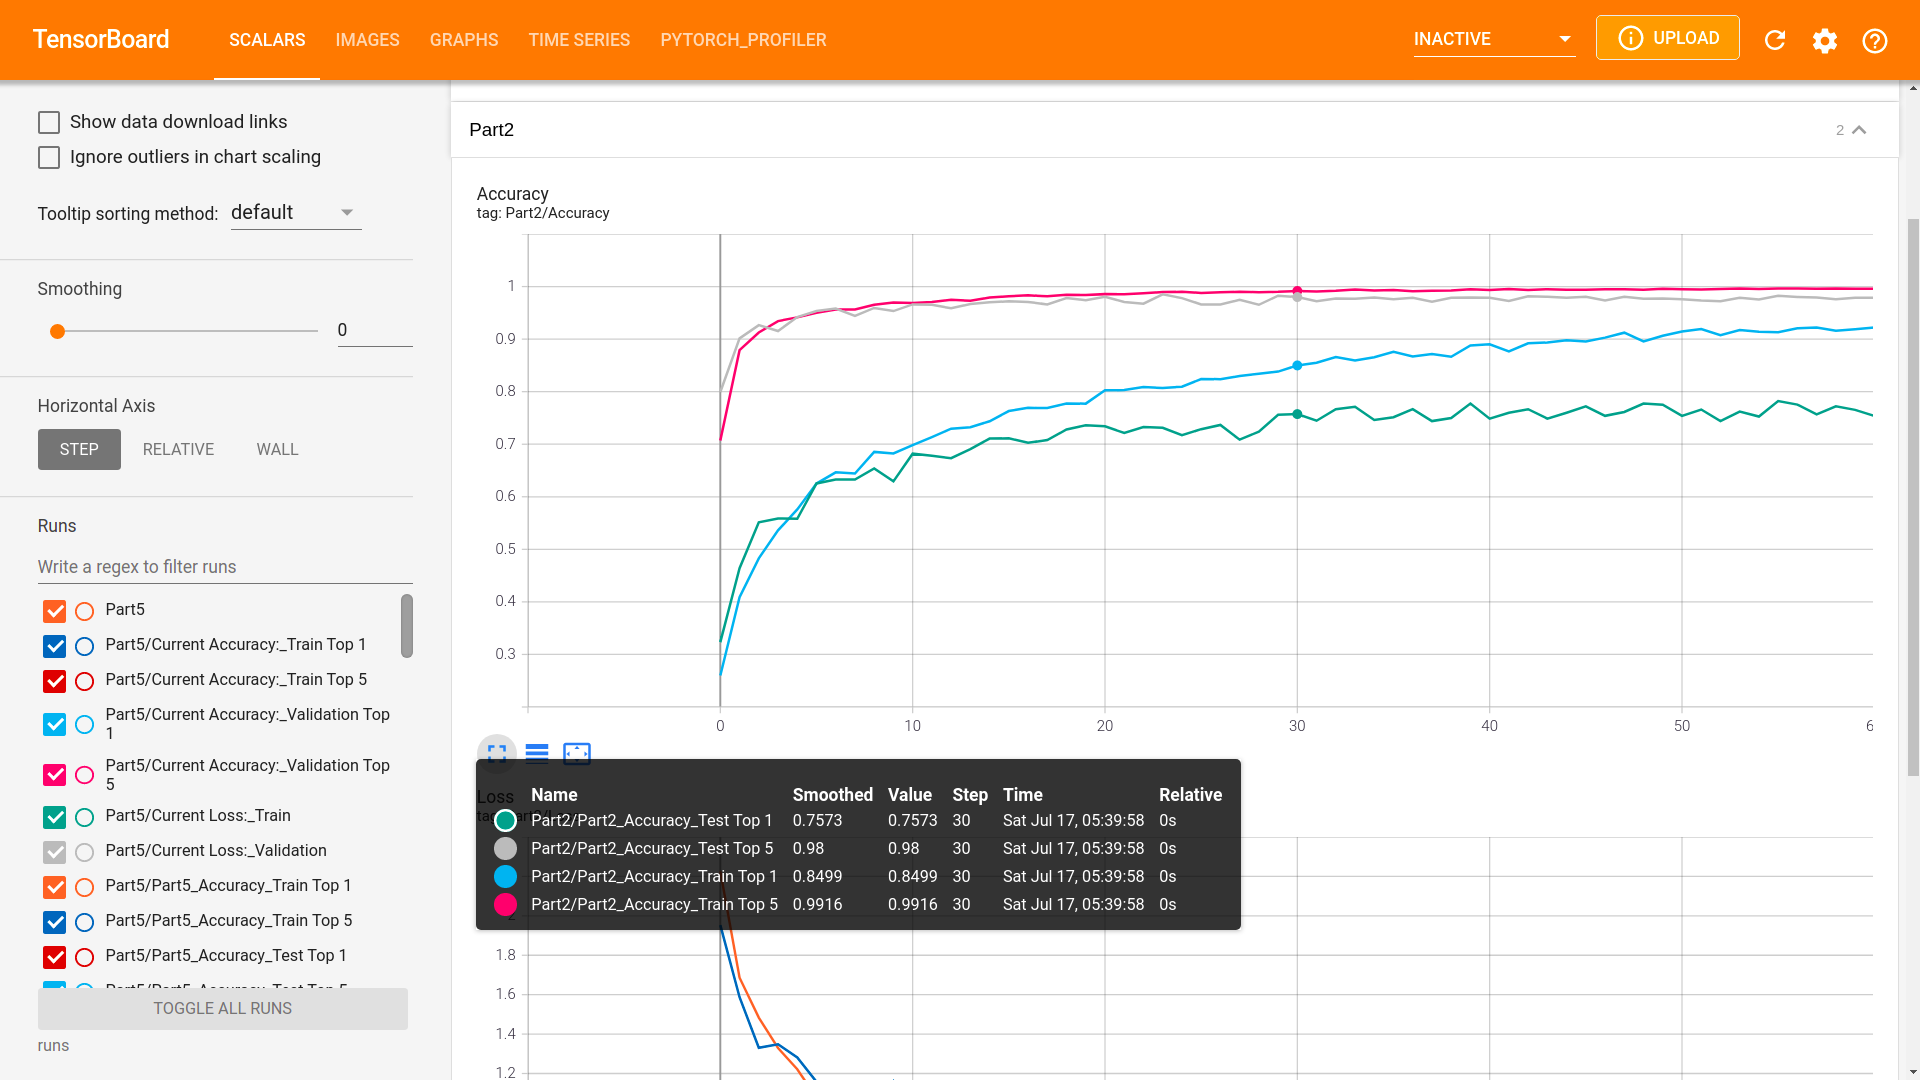 TensorBoard
SCALARS IMAGES GRAPHS TIME SERIES PYTORCH_PROFILER
INACTIVE
UPLOAD
Show data download links
Ignore outliers in chart scaling
Tooltip sorting method: default
Smoothing
0
Horizontal Axis
STEP RELATIVE WALL
Runs
Write a regex to filter runs
Part5
Part5/Current Accuracy:_Train Top 1
Part5/Current Accuracy:_Train Top 5
Part5/Current Accuracy:_Validation Top
1
Part5/Current Accuracy:_Validation Top
5
Part5/Current Loss:_Train
Part5/Current Loss:_Validation
Part5/Part5_Accuracy_Train Top 1
Part5/Part5_Accuracy_Train Top 5
Part5/Part5_Accuracy_Test Top 1
Part5/Part5_Accuracy_Test Top 5
TOGGLE ALL RUNS
runs
Part2
2
Accuracy
tag: Part2/Accuracy
1
0.9
0.8
0.7
0.6
0.5
0.4
0.3
0 10 20 30 40 50 6
Loss
Name Smoothed Value Step Time Relative
Part2/Part2_Accuracy_Test Top 1 0.7573 0.7573 30 Sat Jul 17, 05:39:58 0s
Part2/Part2_Accuracy_Test Top 5 0.98 0.98 30 Sat Jul 17, 05:39:58 0s
Part2/Part2_Accuracy_Train Top 1 0.8499 0.8499 30 Sat Jul 17, 05:39:58 0s
Part2/Part2_Accuracy_Train Top 5 0.9916 0.9916 30 Sat Jul 17, 05:39:58 0s
2
1.8
1.6
1.4
1.2